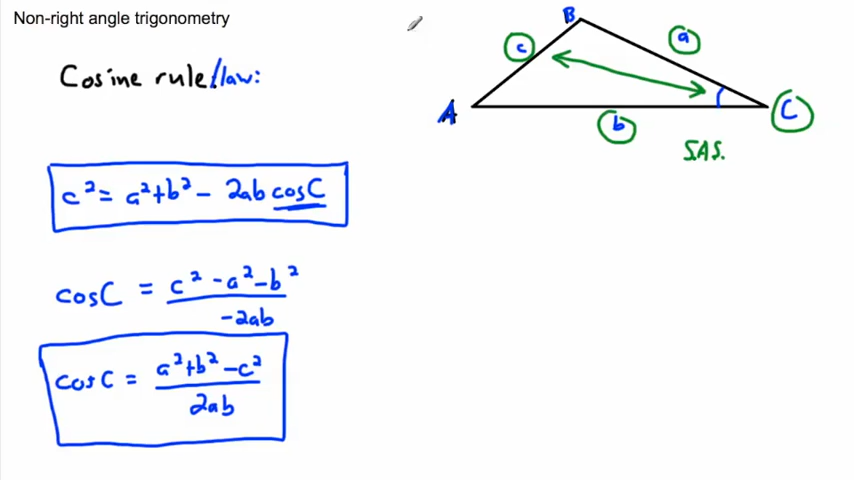 Non-right angle trigonometry
Cosine rule/law:
c² = a²+b² - 2ab cosC
cosC = c² - a² - b² / -2ab
cosC = a²+b² - c² / 2ab
B
c
a
A
b
C
S.A.S.